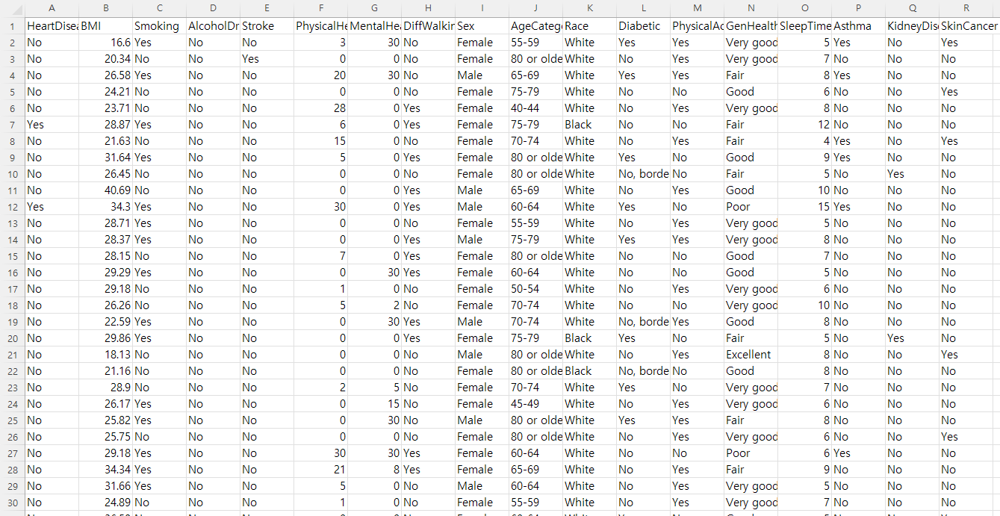 A B C D E F G H I J K L M N O P Q R
1 HeartDisea BMI Smoking AlcoholDr Stroke PhysicalHe MentalHea DiffWalkin Sex AgeCateg Race Diabetic PhysicalAc GenHealth SleepTime Asthma KidneyDise SkinCancer
2 No 16.6 Yes No No 3 30 No Female 55-59 White Yes Yes Very good 5 Yes No Yes
3 No 20.34 No No Yes 0 0 No Female 80 or olde White No Yes Very good 7 No No No
4 No 26.58 Yes No No 20 30 No Male 65-69 White Yes Yes Fair 8 Yes No No
5 No 24.21 No No No 0 0 No Female 75-79 White No No Good 6 No No Yes
6 No 23.71 No No No 28 0 Yes Female 40-44 White No Yes Very good 8 No No No
7 Yes 28.87 Yes No No 6 0 Yes Female 75-79 Black No No Fair 12 No No No
8 No 21.63 No No No 15 0 No Female 70-74 White No Yes Fair 4 Yes No Yes
9 No 31.64 Yes No No 5 0 Yes Female 80 or olde White Yes No Good 9 Yes No No
10 No 26.45 No No No 0 0 No Female 80 or olde White No, borde No Fair 5 No Yes No
11 No 40.69 No No No 0 0 Yes Male 65-69 White No Yes Good 10 No No No
12 Yes 34.3 Yes No No 30 0 Yes Male 60-64 White Yes No Poor 15 Yes No No
13 No 28.71 Yes No No 0 0 No Female 55-59 White No Yes Very good 5 No No No
14 No 28.37 Yes No No 0 0 Yes Male 75-79 White Yes Yes Very good 8 No No No
15 No 28.15 No No No 7 0 Yes Female 80 or olde White No No Good 7 No No No
16 No 29.29 Yes No No 0 30 Yes Female 60-64 White No No Good 5 No No No
17 No 29.18 No No No 1 0 No Female 50-54 White No Yes Very good 6 No No No
18 No 26.26 No No No 5 2 No Female 70-74 White No No Very good 10 No No No
19 No 22.59 Yes No No 0 30 Yes Male 70-74 White No, borde Yes Good 8 No No No
20 No 29.86 Yes No No 0 0 Yes Female 75-79 Black Yes No Fair 5 No Yes No
21 No 18.13 No No No 0 0 No Male 80 or olde White No Yes Excellent 8 No No Yes
22 No 21.16 No No No 0 0 No Female 80 or olde Black No, borde No Good 8 No No No
23 No 28.9 No No No 2 5 No Female 70-74 White Yes No Very good 7 No No No
24 No 26.17 Yes No No 0 15 No Female 45-49 White No Yes Very good 6 No No No
25 No 25.82 Yes No No 0 30 No Male 80 or olde White Yes Yes Fair 8 No No No
26 No 25.75 No No No 0 0 No Female 80 or olde White No Yes Very good 6 No No Yes
27 No 29.18 Yes No No 30 30 Yes Female 60-64 White No No Poor 6 Yes No No
28 No 34.34 Yes No No 21 8 Yes Female 65-69 White No Yes Fair 9 No No No
29 No 31.66 Yes No No 5 0 No Male 60-64 White No Yes Very good 5 No No No
30 No 24.89 No No No 1 0 No Female 55-59 White No Yes Very good 7 No No No